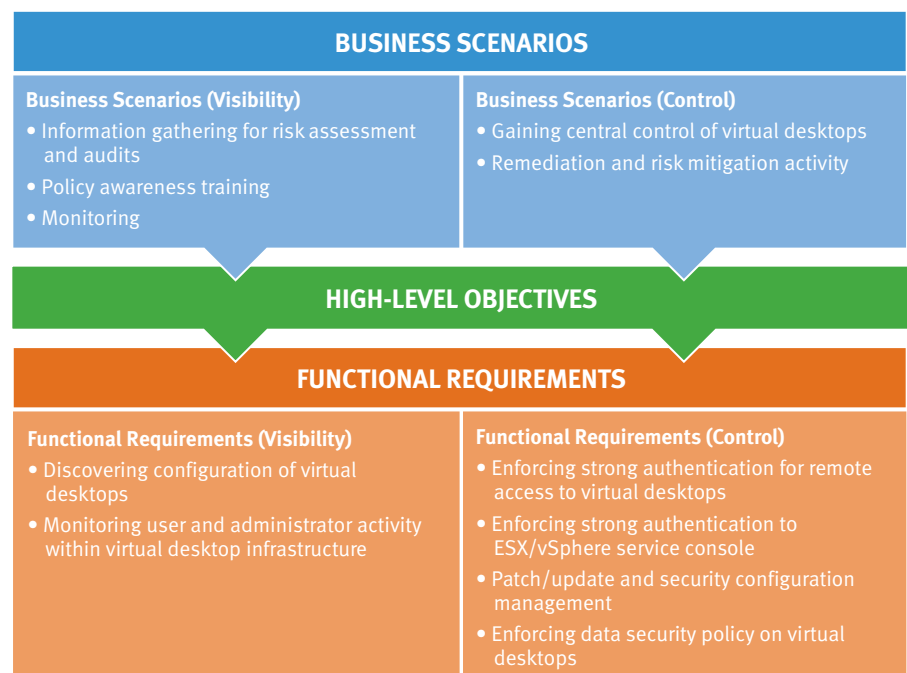 BUSINESS SCENARIOS
Business Scenarios (Visibility)
• Information gathering for risk assessment
and audits
• Policy awareness training
• Monitoring
Business Scenarios (Control)
• Gaining central control of virtual desktops
• Remediation and risk mitigation activity
HIGH-LEVEL OBJECTIVES
FUNCTIONAL REQUIREMENTS
Functional Requirements (Visibility)
• Discovering configuration of virtual
desktops
• Monitoring user and administrator activity
within virtual desktop infrastructure
Functional Requirements (Control)
• Enforcing strong authentication for remote
access to virtual desktops
• Enforcing strong authentication to
ESX/vSphere service console
• Patch/update and security configuration
management
• Enforcing data security policy on virtual
desktops